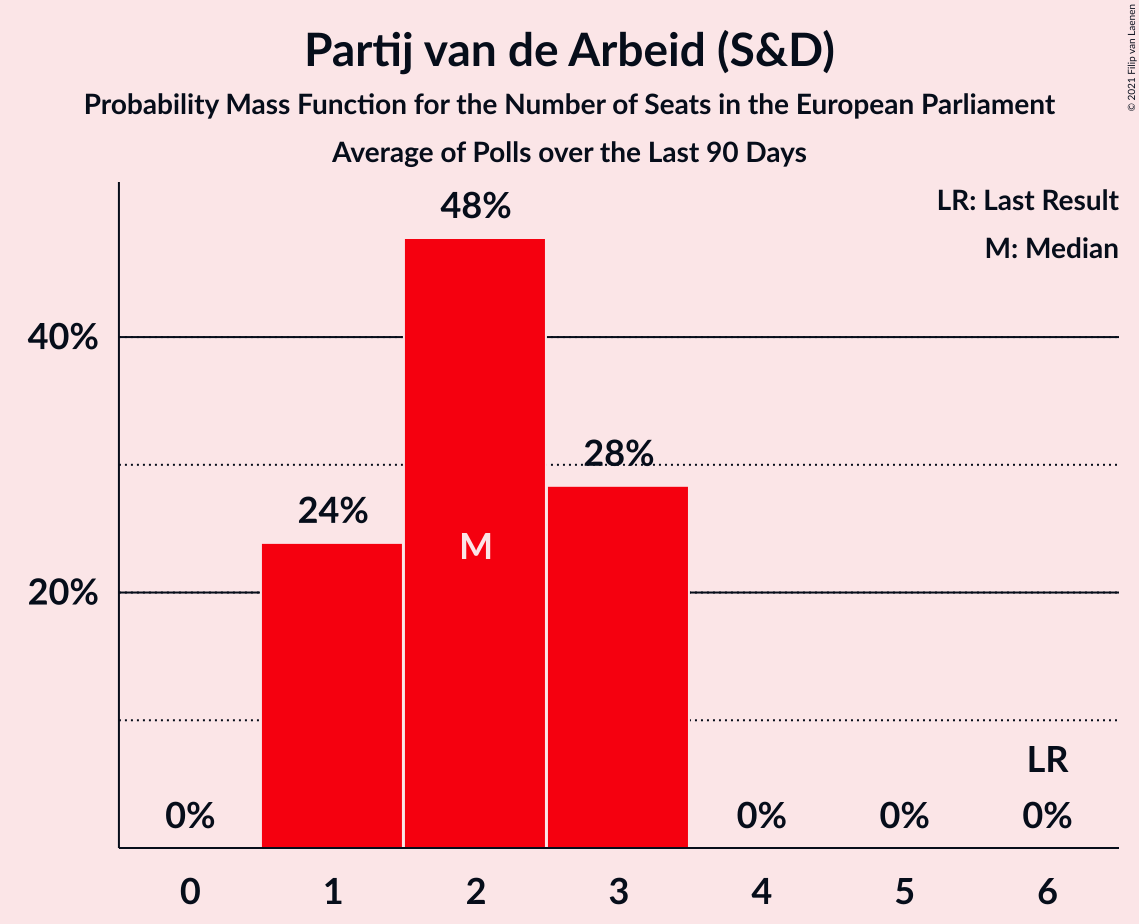 Partij van de Arbeid (S&D)
Probability Mass Function for the Number of Seats in the European Parliament
Average of Polls over the Last 90 Days
© 2021 Filip van Laenen
LR: Last Result
M: Median
48%
40%
28%
24%
M
20%
LR
0%
0%
0%
0%
0 1 2 3 4 5 6